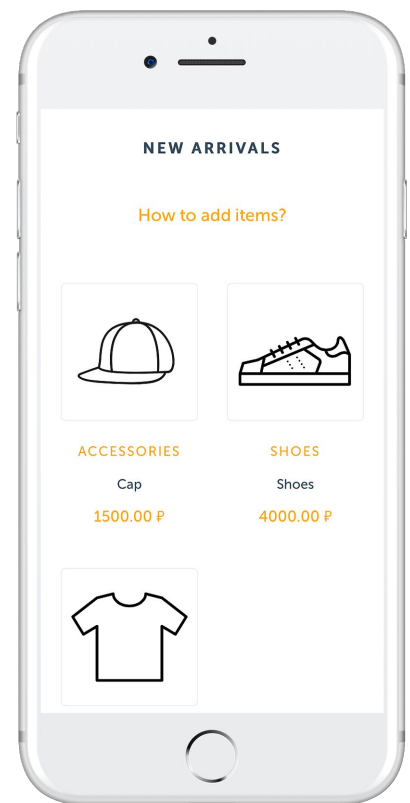 NEW ARRIVALS
How to add items?
ACCESSORIES
Cap
1500.00 ₽
SHOES
Shoes
4000.00 ₽